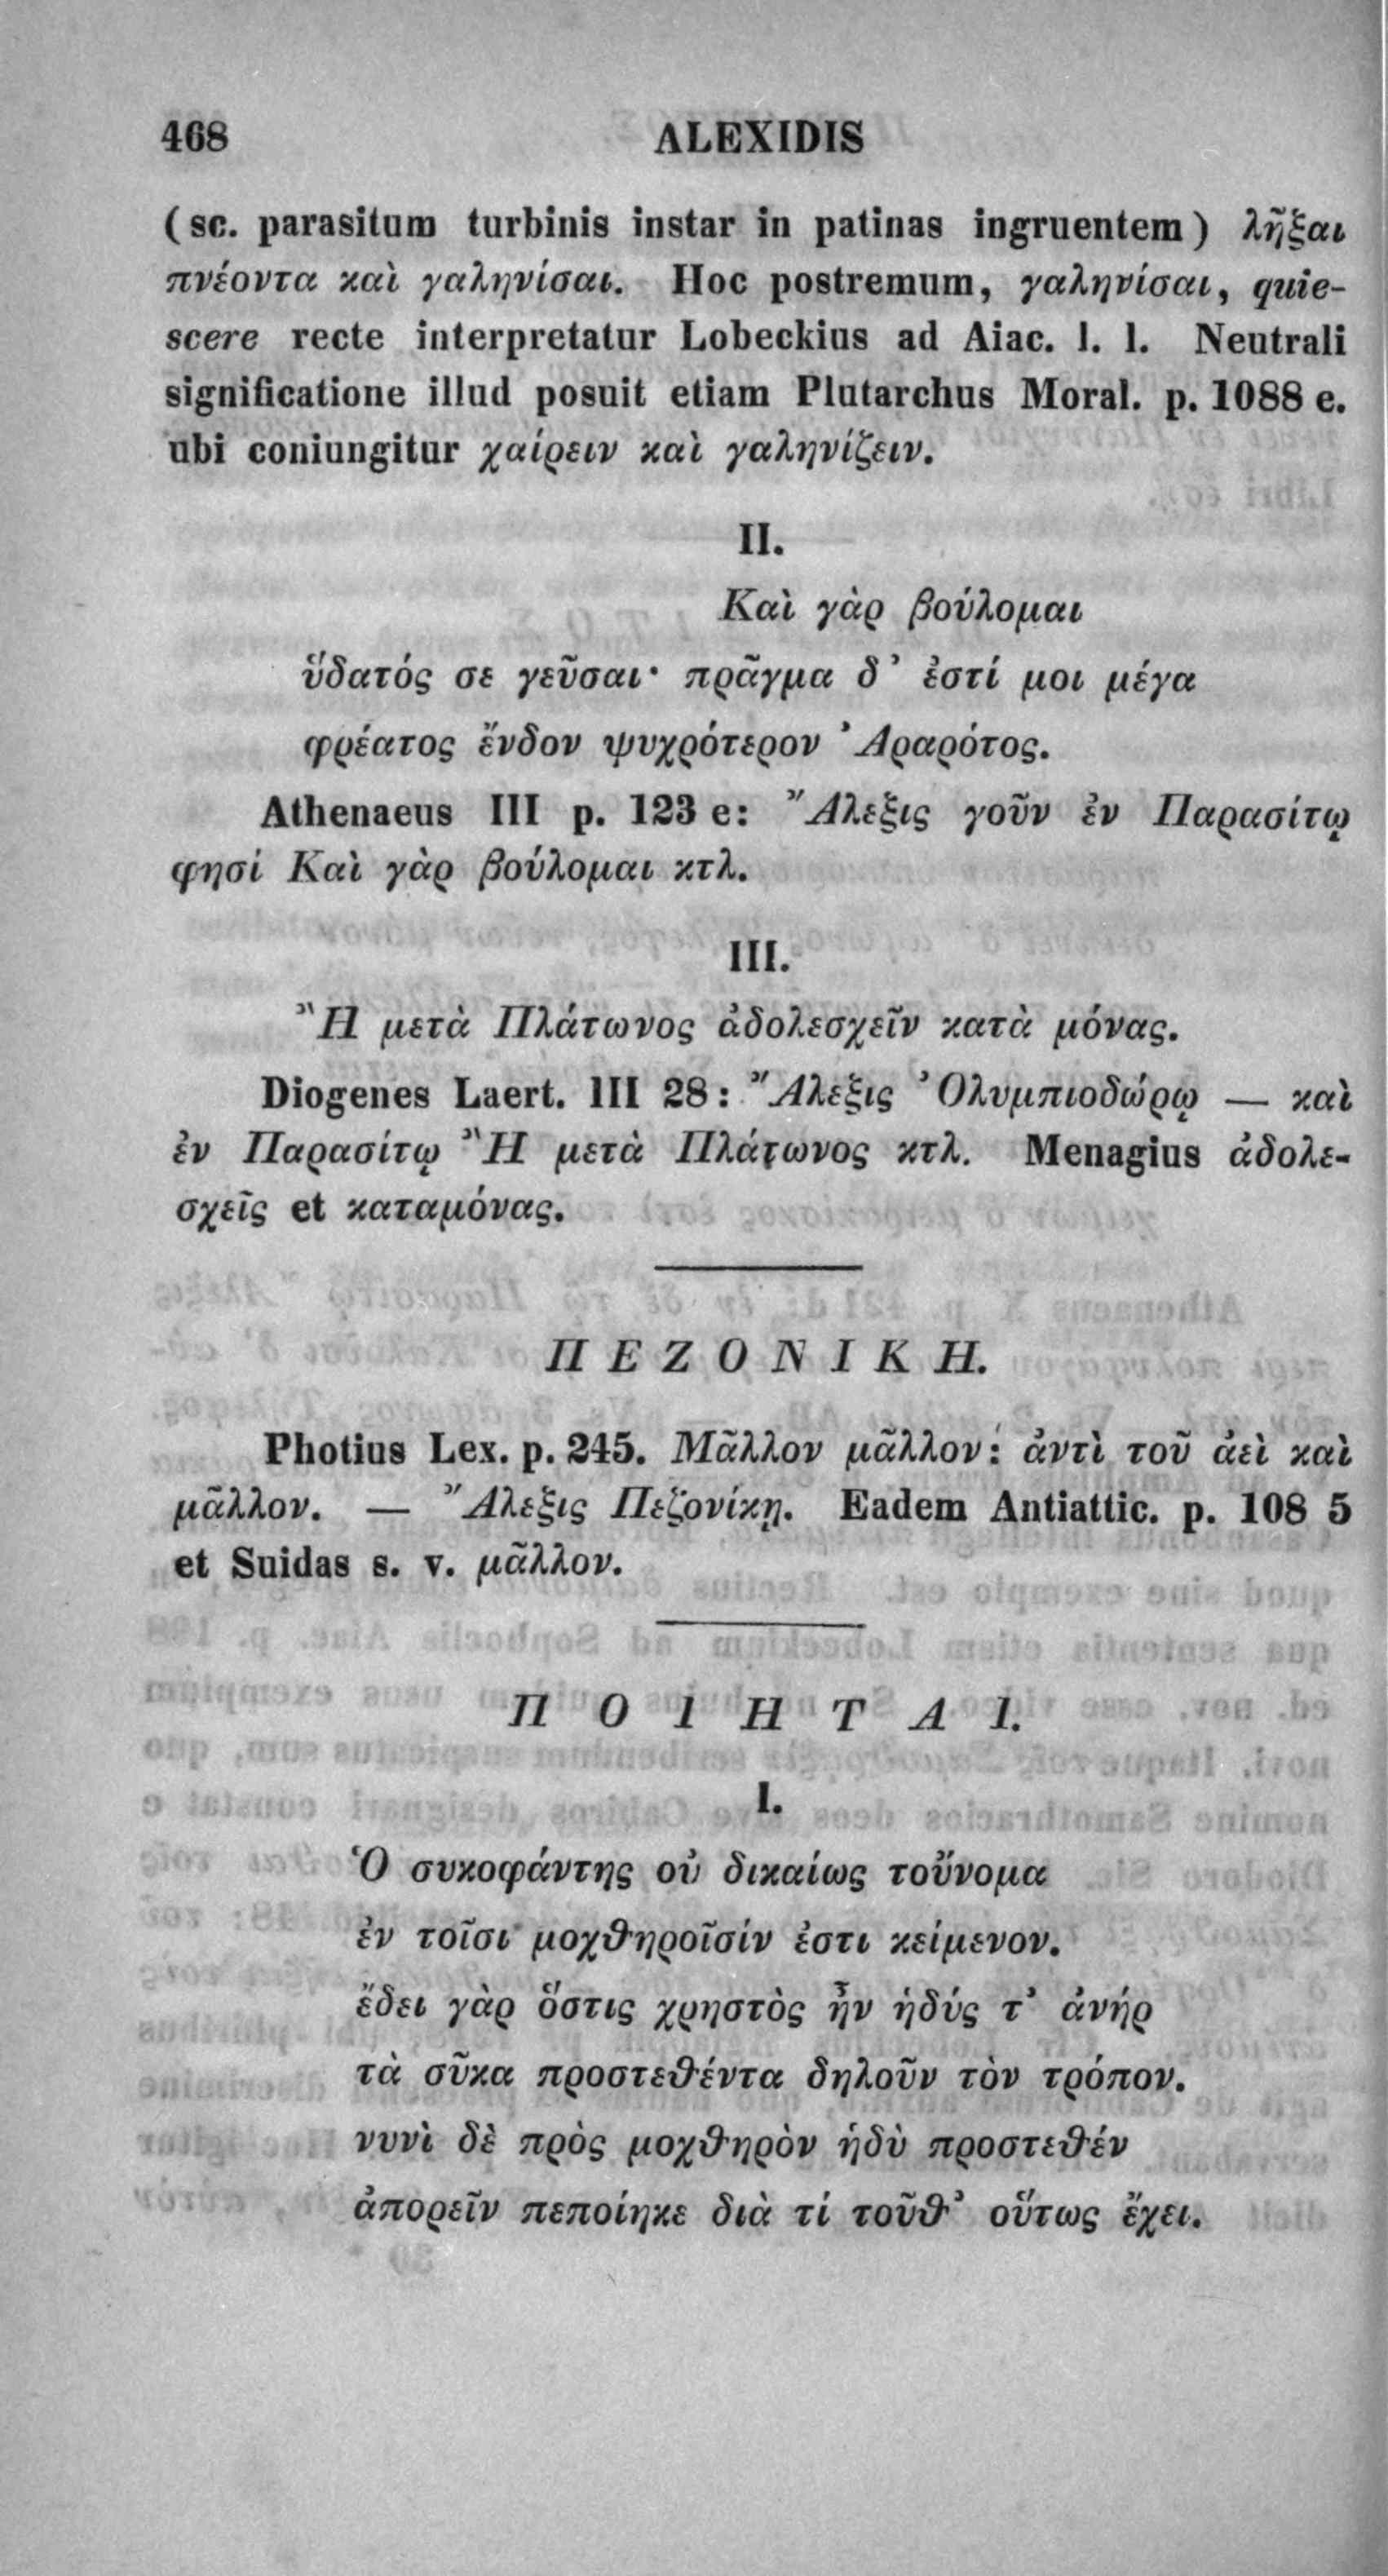 468 ALEXIDIS
(sc. parasitum turbinis instar in patinas ingruentem) λῆξαι
πνέοντα καὶ γαληνίσαι. Hoc postremum, γαληνίσαι, quie-
scere recte interpretatur Lobeckius ad Aiac. l. l. Neutrali
significatione illud posuit etiam Plutarchus Moral. p. 1088 e.
ubi coniungitur χαίρειν καὶ γαληνίζειν.
II.
Καὶ γὰρ βούλομαι
ὕδατός σε γεῦσαι· πρᾶγμα δ᾽ ἐστί μοι μέγα
φρέατος ἔνδον ψυχρότερον Ἀραρότος.
Athenaeus III p. 123 e: Ἄλεξις γοῦν ἐν Παρασίτῳ
φησί Καὶ γὰρ βούλομαι κτλ.
III.
Ἢ μετὰ Πλάτωνος ἀδολεσχεῖν κατὰ μόνας.
Diogenes Laert. III 28: Ἄλεξις Ὀλυμπιοδώρῳ — καὶ
ἐν Παρασίτῳ Ἢ μετὰ Πλάτωνος κτλ. Menagius ἀδολε-
σχεῖς et καταμόνας.
ΠΕΖΟΝΙΚΗ.
Photius Lex. p. 245. Μᾶλλον μᾶλλον: ἀντὶ τοῦ ἀεὶ καὶ
μᾶλλον. — Ἄλεξις Πεζονίκῃ. Eadem Antiattic. p. 108 5
et Suidas s. v. μᾶλλον.
ΠΟΙΗΤΑΙ.
I.
Ὁ συκοφάντης οὐ δικαίως τοὔνομα
ἐν τοῖσι μοχθηροῖσίν ἐστι κείμενον.
ἔδει γὰρ ὅστις χρηστὸς ἦν ἡδύς τ᾽ ἀνήρ
τὰ σῦκα προστεθέντα δηλοῦν τὸν τρόπον.
νυνὶ δὲ πρὸς μοχθηρὸν ἡδὺ προστεθέν
ἀπορεῖν πεποίηκε διὰ τί τοῦθ᾽ οὕτως ἔχει.